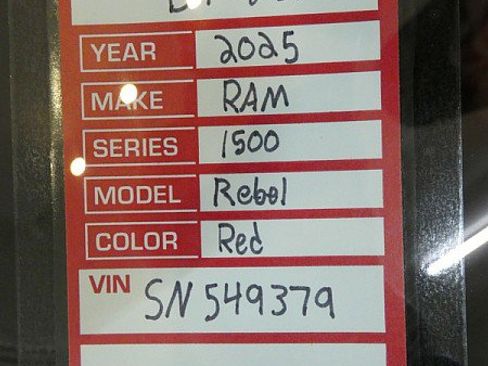 YEAR 2025
MAKE RAM
SERIES 1500
MODEL Rebel
COLOR Red
VIN SN549379